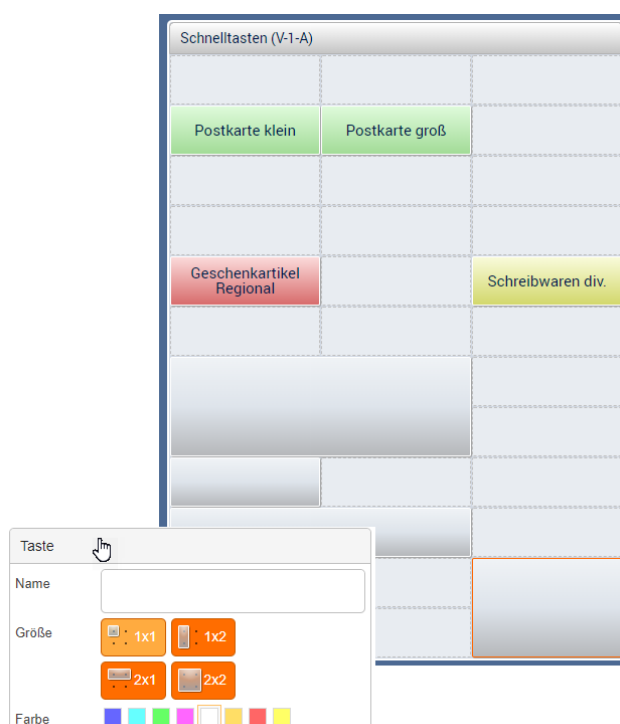 Schnelltasten (V-1-A)
Postkarte klein
Postkarte groß
Geschenkartikel
Regional
Schreibwaren div.
Taste
Name
Größe
1x1
1x2
2x1
2x2
Farbe